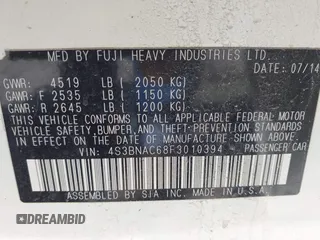 MFD BY FUJI HEAVY INDUSTRIES LTD.
DATE: 07/14
GVWR: 4519 LB ( 2050 KG)
GAWR: F 2535 LB ( 1150 KG)
GAWR: R 2645 LB ( 1200 KG)
THIS VEHICLE CONFORMS TO ALL APPLICABLE FEDERAL MOTOR
VEHICLE SAFETY, BUMPER, AND THEFT PREVENTION STANDARDS
IN EFFECT ON THE DATE OF MANUFACTURE SHOWN ABOVE.
VIN: 4S3BNAC68F3010394 PASSENGER CAR
ASSEMBLED BY SIA INC. IN U.S.A.
autobidmaster